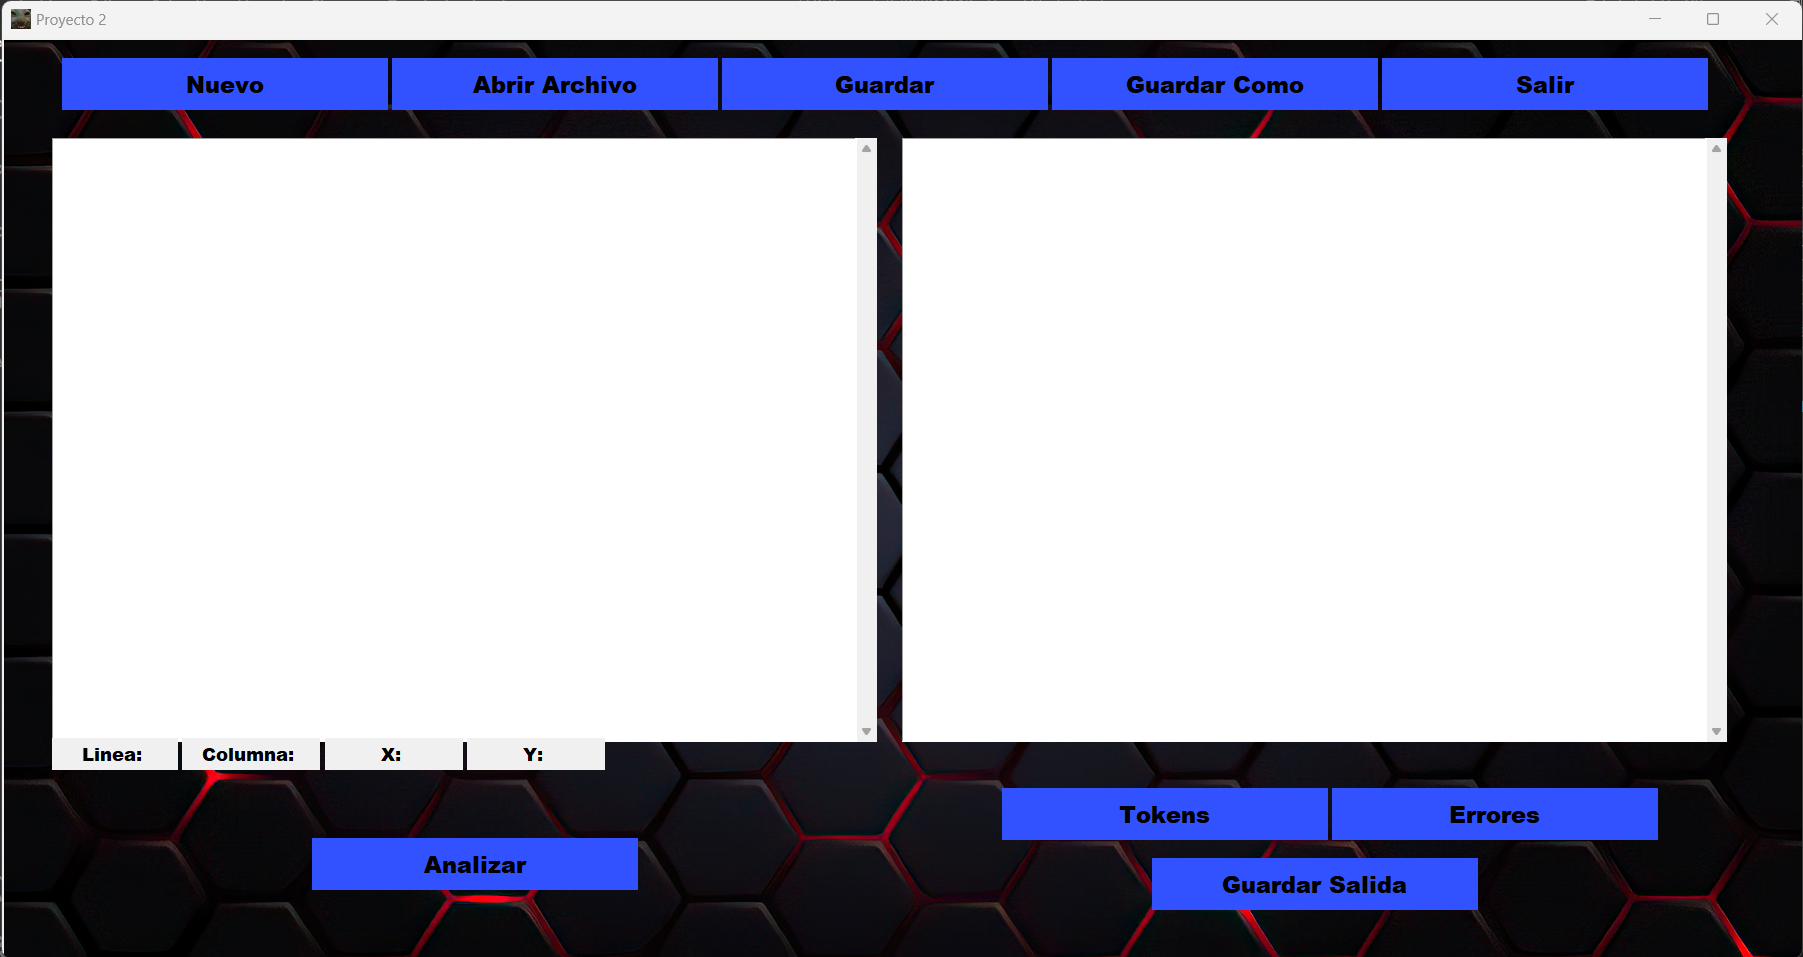 Proyecto 2
Nuevo
Abrir Archivo
Guardar
Guardar Como
Salir
Linea:
Columna:
X:
Y:
Tokens
Errores
Analizar
Guardar Salida